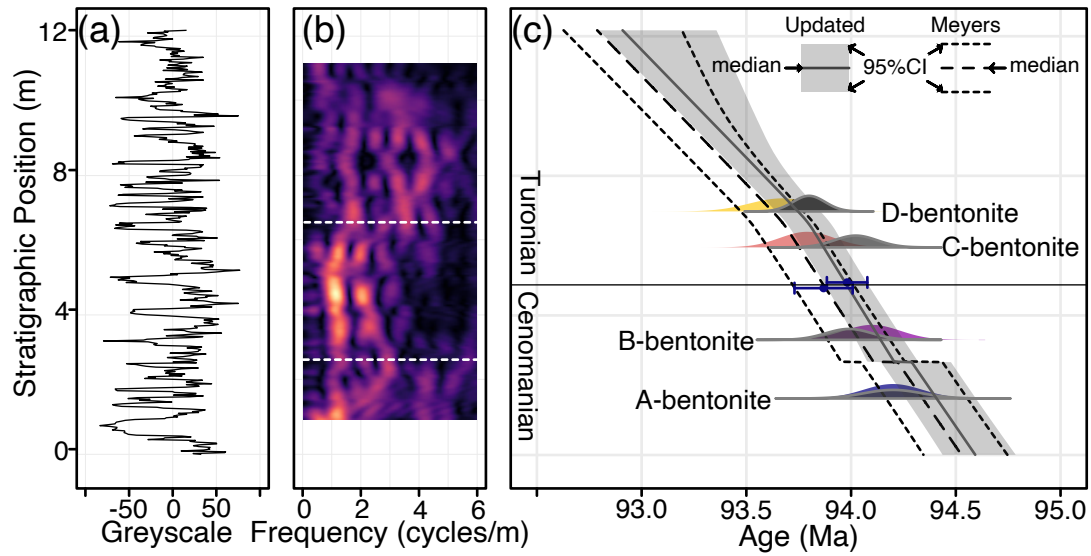 (a)
(b)
(c)
Updated
Meyers
median
95%CI
median
12
8
4
0
Stratigraphic Position (m)
Turonian
Cenomanian
D-bentonite
C-bentonite
B-bentonite
A-bentonite
-50 0 50
0 2 4 6
93.0 93.5 94.0 94.5 95.0
Greyscale
Frequency (cycles/m)
Age (Ma)